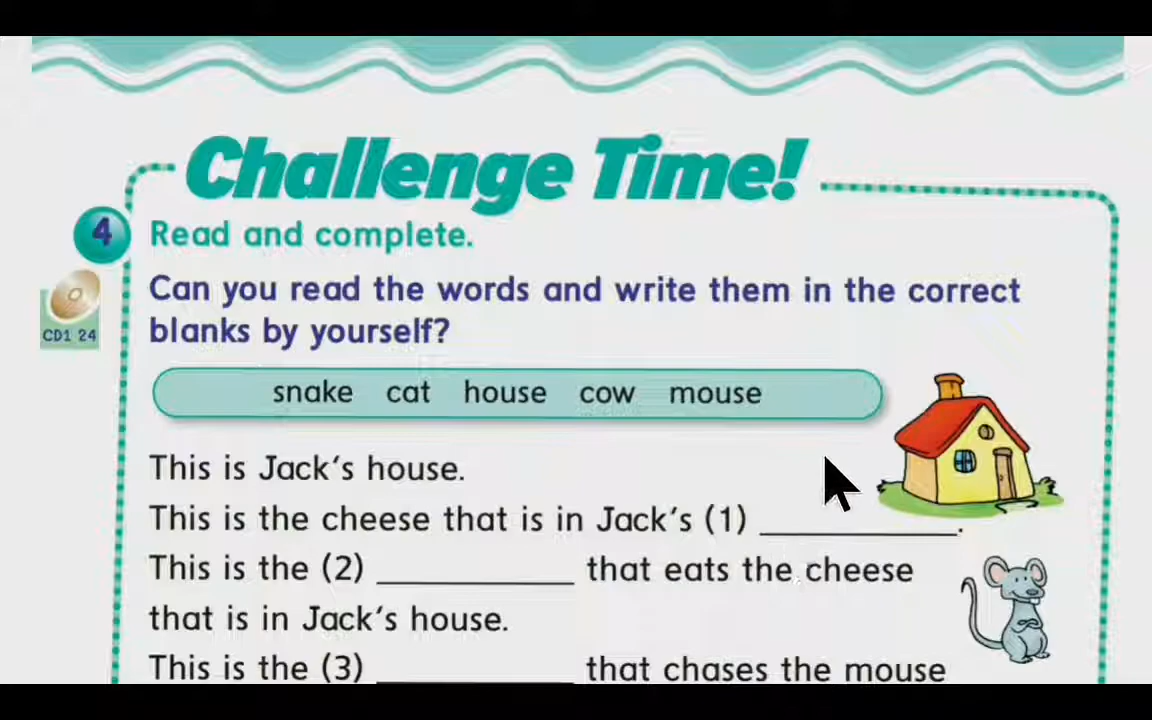 Challenge Time!
4 Read and complete.
Can you read the words and write them in the correct
blanks by yourself?
CD1 24
snake cat house cow mouse
This is Jack's house.
This is the cheese that is in Jack's (1) ____________.
This is the (2) ____________ that eats the cheese
that is in Jack's house.
This is the (3) ____________ that chases the mouse